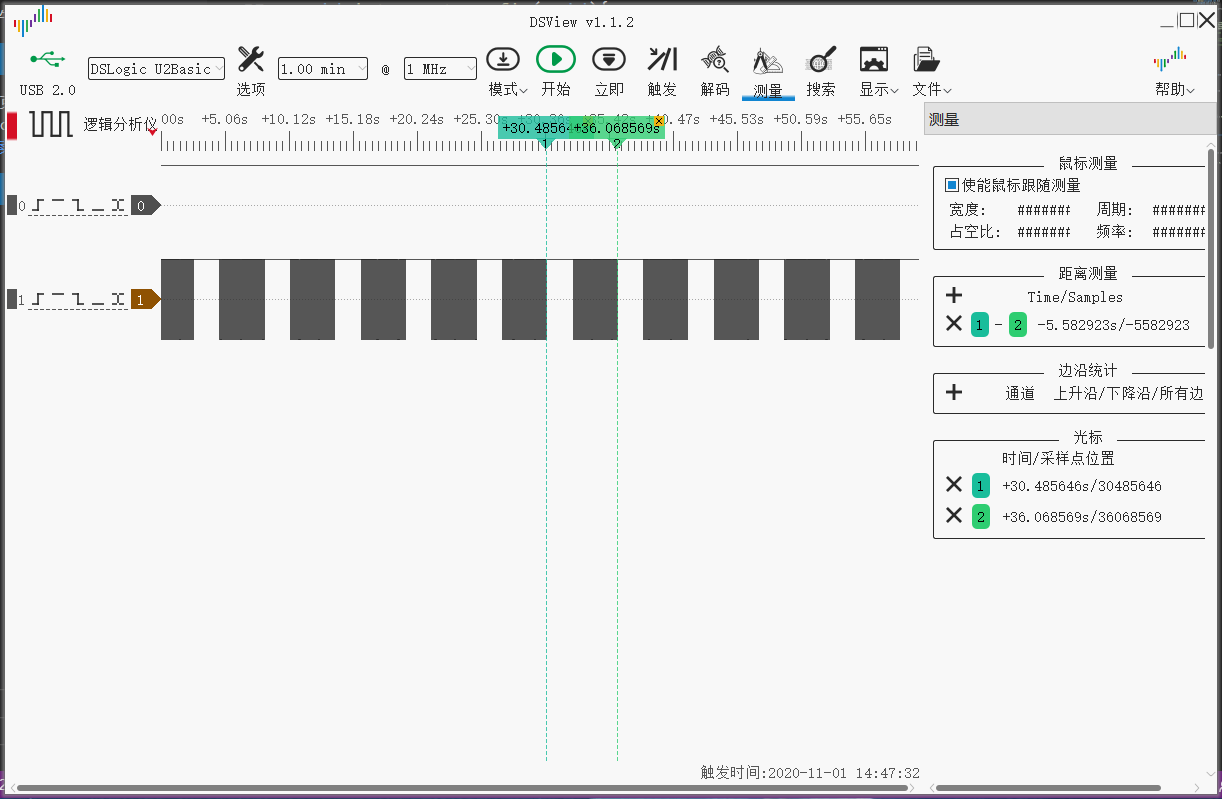 DSView v1.1.2
USB 2.0
DSLogic U2Basic
选项
1.00 min
@
1 MHz
模式
开始
立即
触发
解码
测量
搜索
显示
文件
帮助
逻辑分析仪
00s +5.06s +10.12s +15.18s +20.24s +25.30s 0.47s +45.53s +50.59s +55.65s
+30.48564 +36.068569s
1 2
0 0
1 1
触发时间:2020-11-01 14:47:32
测量
鼠标测量
使能鼠标跟随测量
宽度: ####### 周期: #######
占空比: ####### 频率: #######
距离测量
Time/Samples
1 - 2 -5.582923s/-5582923
边沿统计
通道 上升沿/下降沿/所有边
光标
时间/采样点位置
1 +30.485646s/30485646
2 +36.068569s/36068569